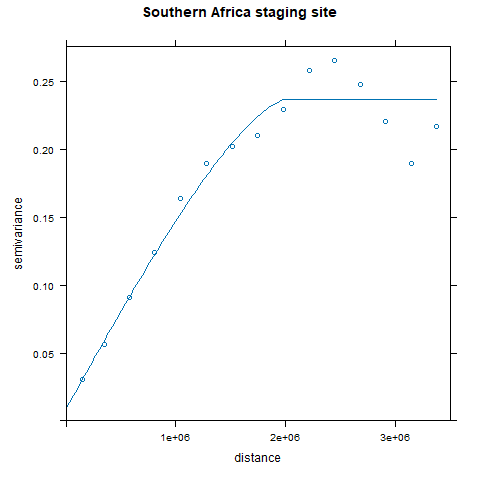 Southern Africa staging site
semivariance
0.25
0.20
0.15
0.10
0.05
1e+06
2e+06
3e+06
distance